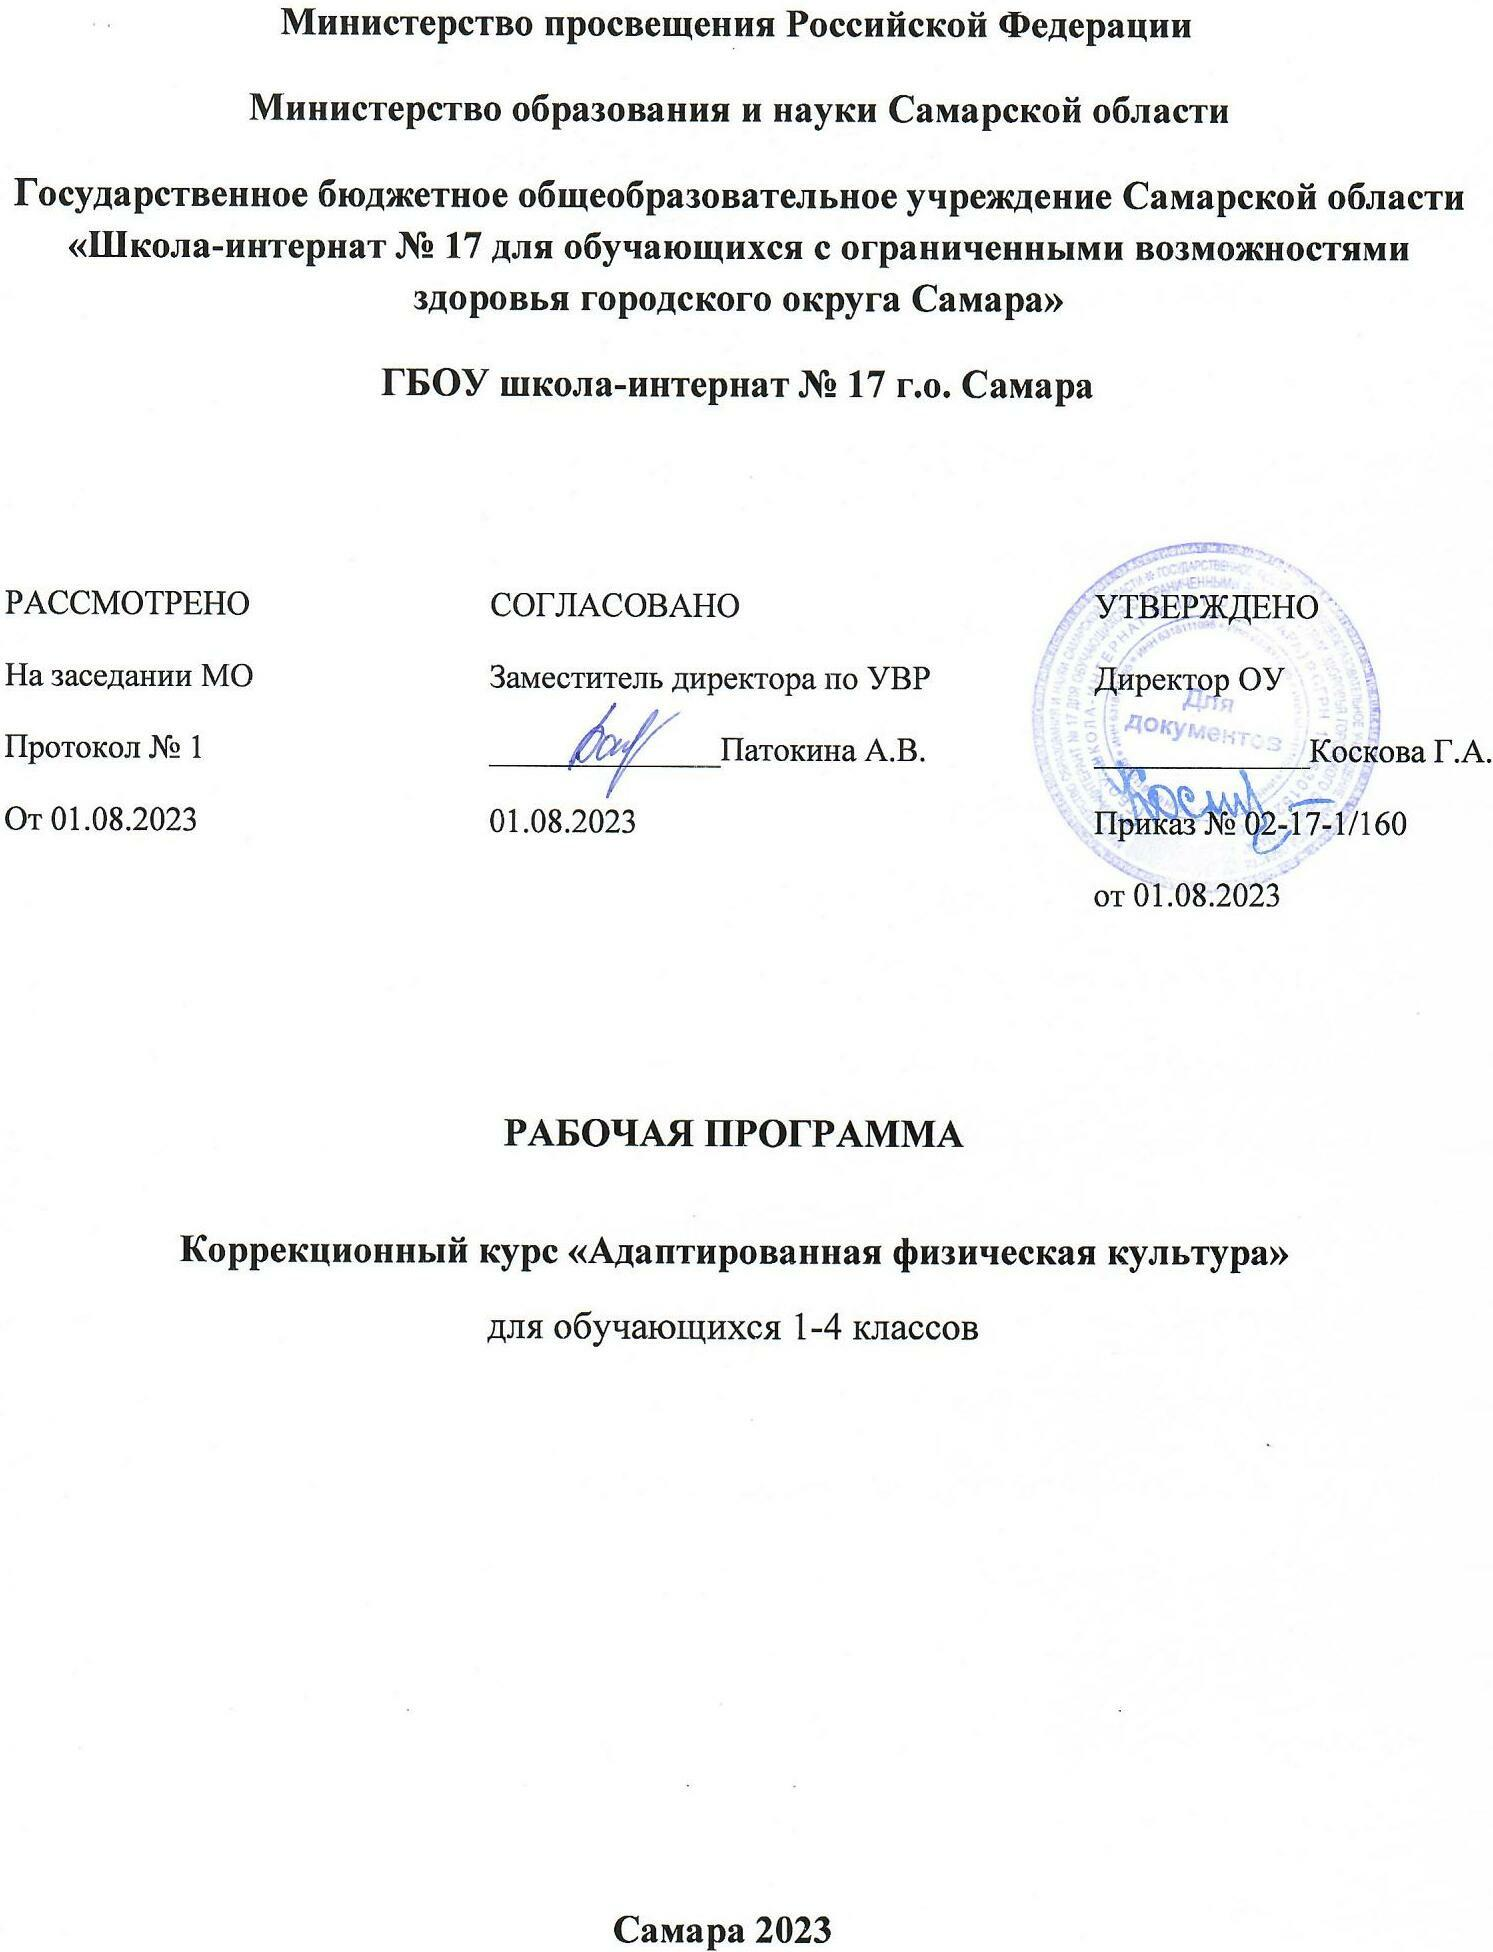 Министерство просвещения Российской Федерации
Министерство образования и науки Самарской области
Государственное бюджетное общеобразовательное учреждение Самарской области
«Школа-интернат № 17 для обучающихся с ограниченными возможностями
здоровья городского округа Самара»
ГБОУ школа-интернат № 17 г.о. Самара
РАССМОТРЕНО
На заседании МО
Протокол № 1
От 01.08.2023
СОГЛАСОВАНО
Заместитель директора по УВР
Патокина А.В.
01.08.2023
УТВЕРЖДЕНО
Директор ОУ
Для
документов
Коскова Г.А.
Приказ № 02-17-1/160
от 01.08.2023
РАБОЧАЯ ПРОГРАММА
Коррекционный курс «Адаптированная физическая культура»
для обучающихся 1-4 классов
Самара 2023